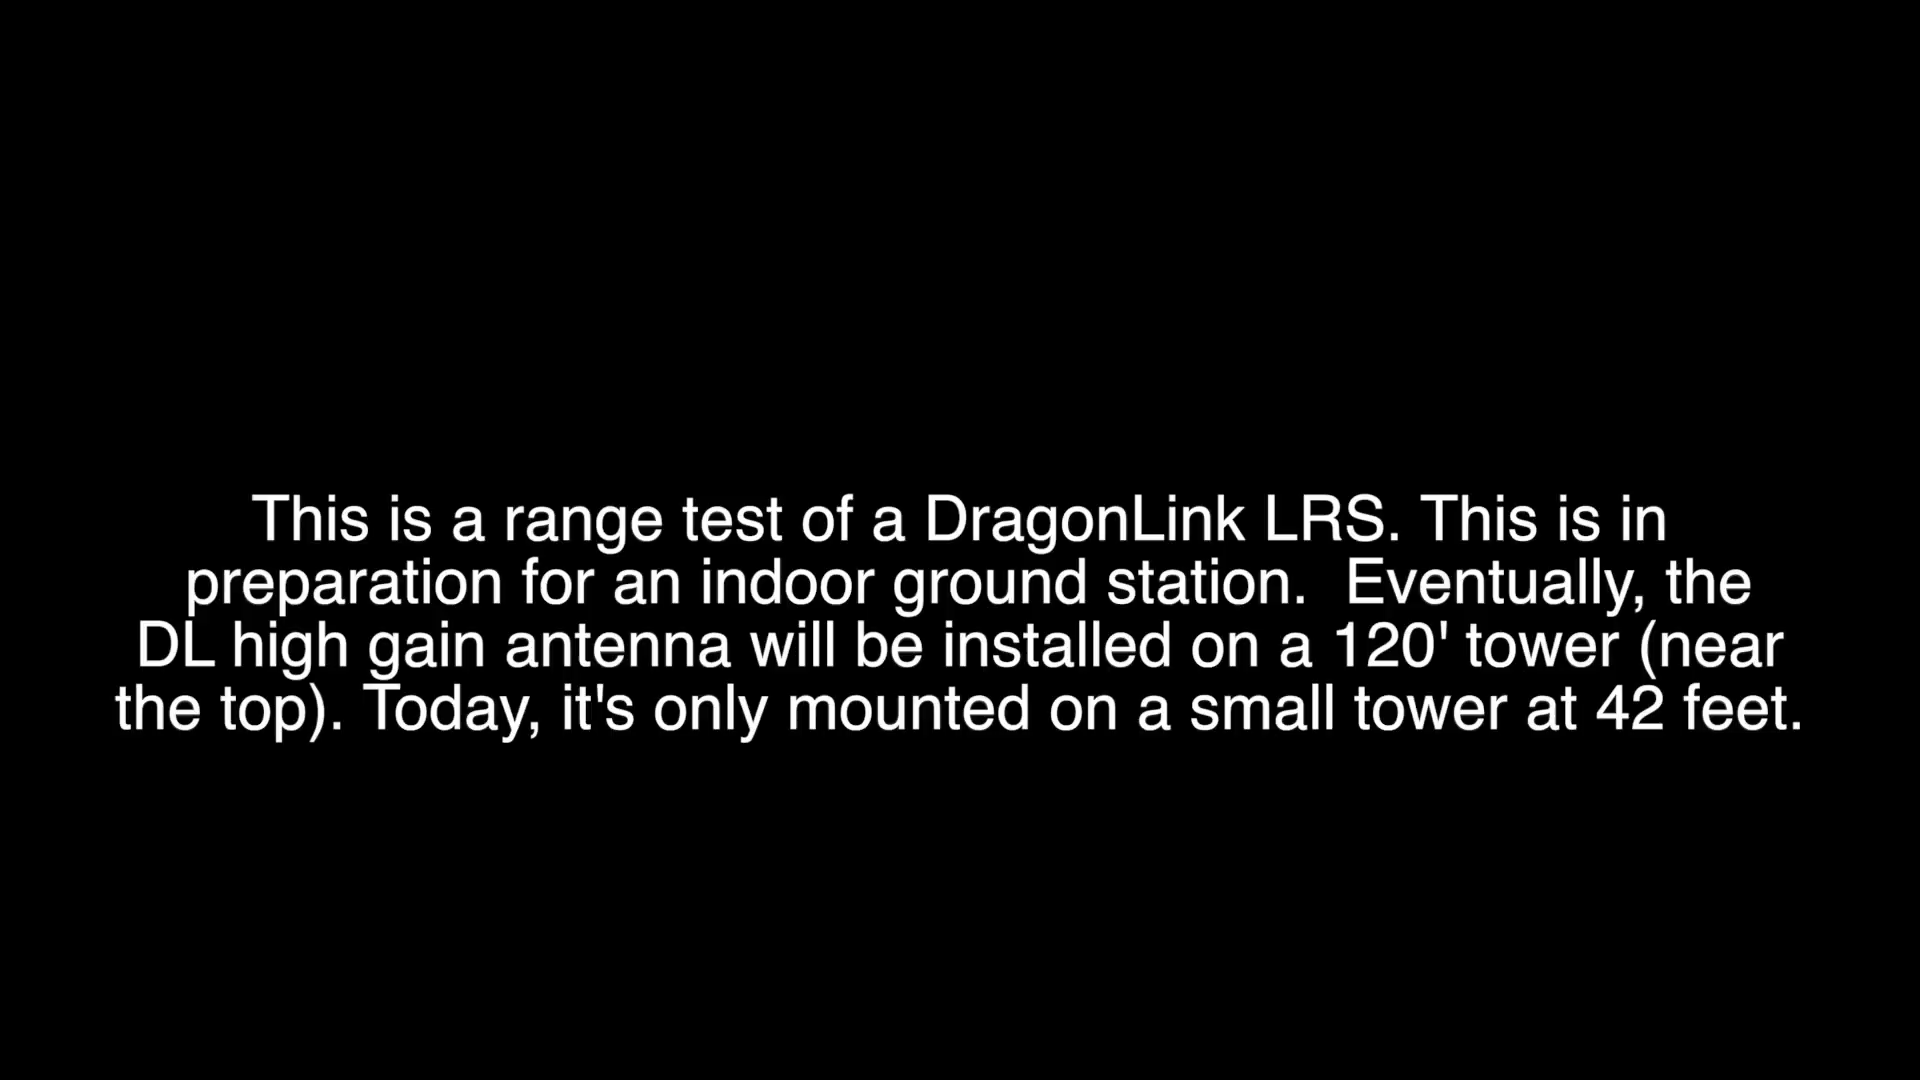 This is a range test of a DragonLink LRS. This is in
preparation for an indoor ground station.  Eventually, the
DL high gain antenna will be installed on a 120' tower (near
the top). Today, it's only mounted on a small tower at 42 feet.